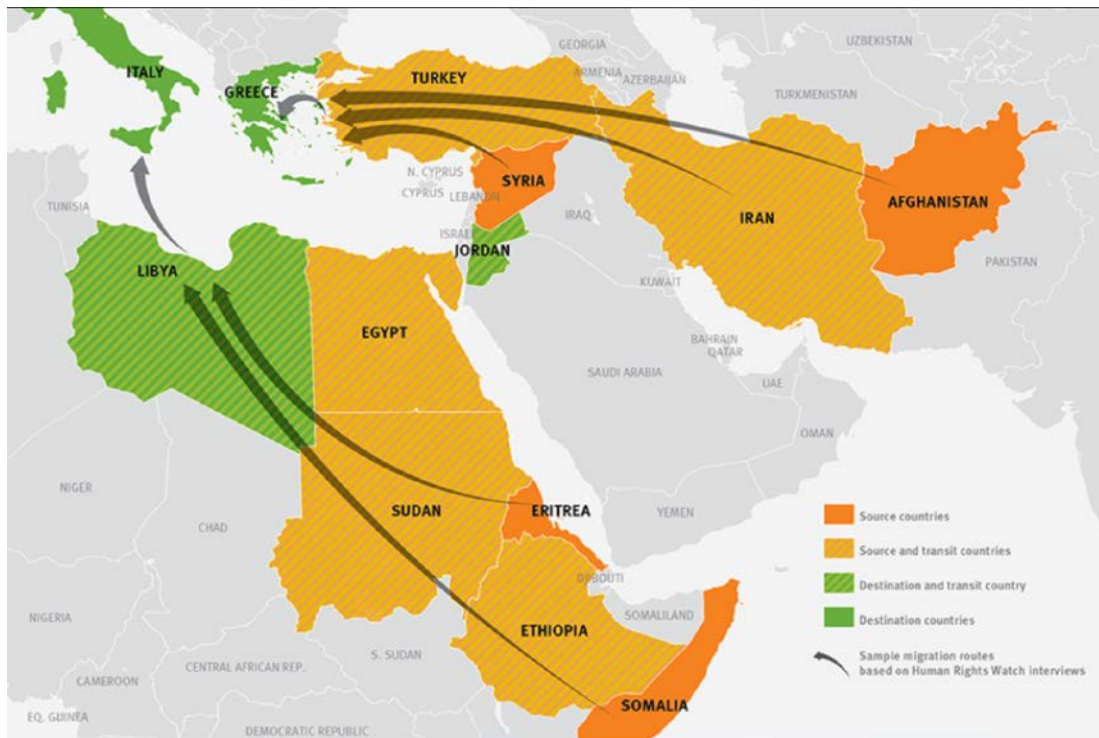 GEORGIA
UZBEKISTAN
ITALY
TURKEY
ARMENIA
AZERBAIJAN
GREECE
TURKMENISTAN
N. CYPRUS
CYPRUS
SYRIA
LEBANON
TUNISIA
AFGHANISTAN
IRAQ
IRAN
ISRAEL
JORDAN
PAKISTAN
LIBYA
KUWAIT
EGYPT
BAHRAIN
QATAR
SAUDI ARABIA
UAE
OMAN
NIGER
SUDAN
ERITREA
YEMEN
CHAD
Source countries
Source and transit countries
DJIBOUTI
Destination and transit country
SOMALILAND
NIGERIA
ETHIOPIA
Destination countries
CENTRAL AFRICAN REP.
S. SUDAN
Sample migration routes
based on Human Rights Watch interviews
CAMEROON
SOMALIA
EQ. GUINEA
DEMOCRATIC REPUBLIC